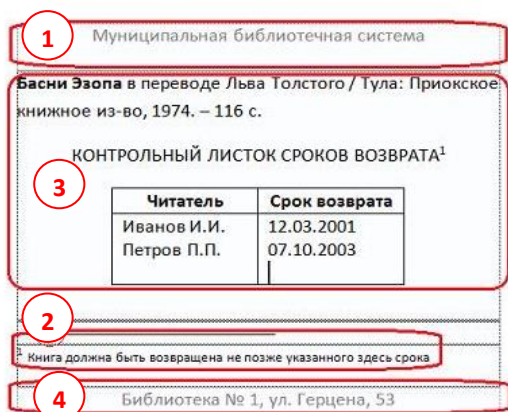 1
Муниципальная библиотечная система
Басни Эзопа в переводе Льва Толстого / Тула: Приокское
книжное из-во, 1974. – 116 с.
КОНТРОЛЬНЫЙ ЛИСТОК СРОКОВ ВОЗВРАТА¹
3
Читатель Срок возврата
Иванов И.И. 12.03.2001
Петров П.П. 07.10.2003
2
¹ Книга должна быть возвращена не позже указанного здесь срока
4
Библиотека № 1, ул. Герцена, 53